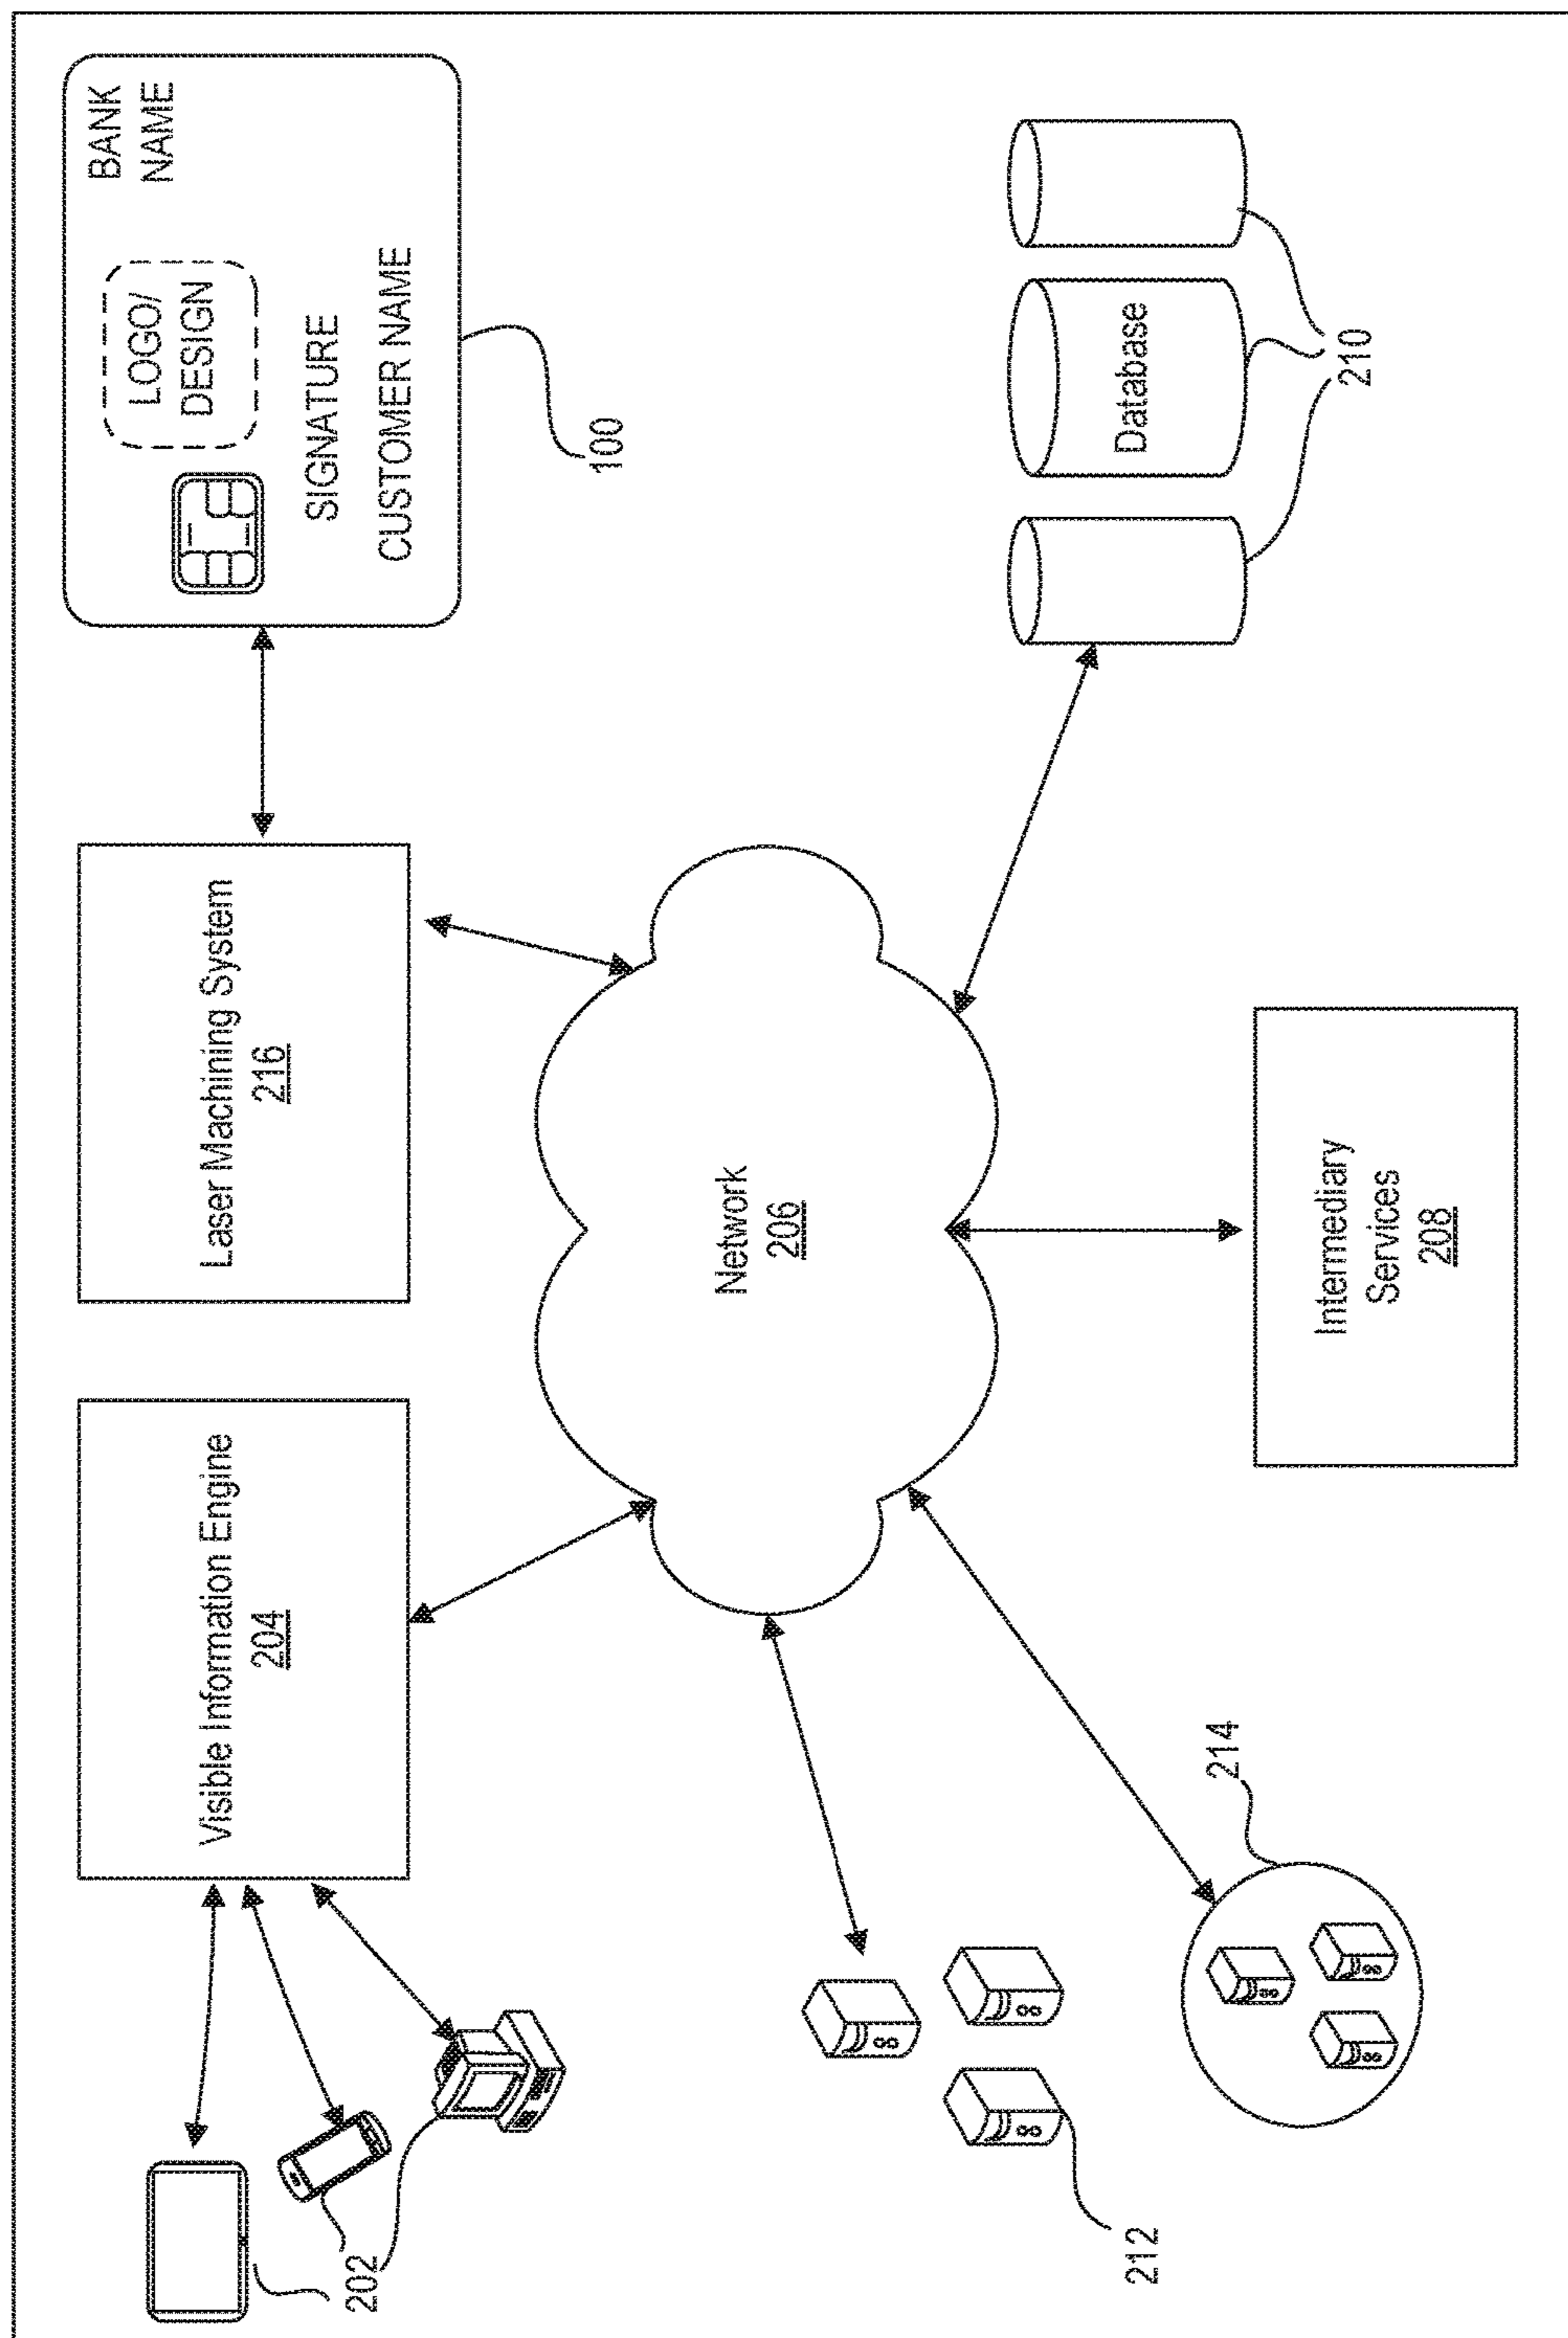 202
Visible Information Engine
204
Laser Machining System
216
LOGO/
DESIGN
BANK
NAME
SIGNATURE
CUSTOMER NAME
100
Network
206
212
214
Intermediary
Services
208
Database
210